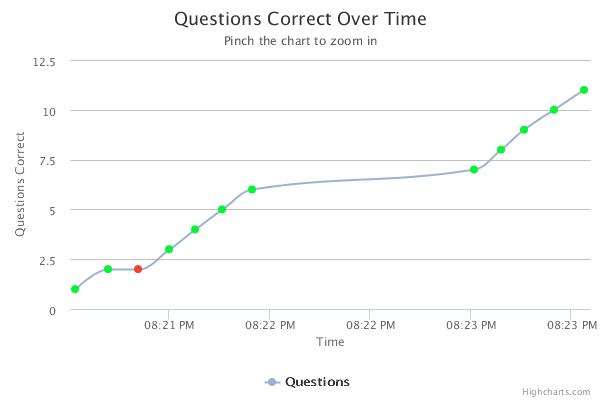 Questions Correct Over Time
Pinch the chart to zoom in
12.5
10
7.5
5
2.5
0
Questions Correct
08:21 PM
08:22 PM
08:22 PM
08:23 PM
08:23 PM
Time
Questions
Highcharts.com